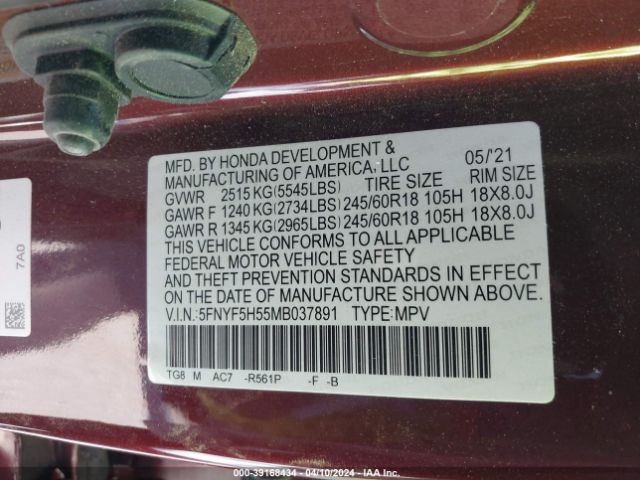 MFD. BY HONDA DEVELOPMENT &
MANUFACTURING OF AMERICA, LLC 05/'21
GVWR 2515 KG(5545LBS) TIRE SIZE RIM SIZE
GAWR F 1240 KG(2734LBS) 245/60R18 105H 18X8.0J
GAWR R 1345 KG(2965LBS) 245/60R18 105H 18X8.0J
THIS VEHICLE CONFORMS TO ALL APPLICABLE
FEDERAL MOTOR VEHICLE SAFETY
AND THEFT PREVENTION STANDARDS IN EFFECT
ON THE DATE OF MANUFACTURE SHOWN ABOVE.
V.I.N:5FNYF5H55MB037891 TYPE:MPV
TG8 M AC7 -R561P -F -B
7A0
000-39168434 - 04/10/2024 - IAA Inc.